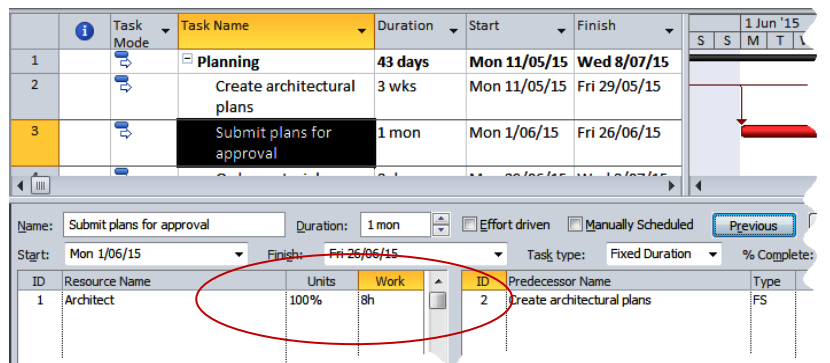 Task Mode
Task Name
Duration
Start
Finish
1 Jun '15
S S M T
1 Planning 43 days Mon 11/05/15 Wed 8/07/15
2 Create architectural plans 3 wks Mon 11/05/15 Fri 29/05/15
3 Submit plans for approval 1 mon Mon 1/06/15 Fri 26/06/15
Name: Submit plans for approval Duration: 1 mon Effort driven Manually Scheduled Previous
Start: Mon 1/06/15 Finish: Fri 26/06/15 Task type: Fixed Duration % Complete:
ID Resource Name Units Work ID Predecessor Name Type
1 Architect 100% 8h 2 Create architectural plans FS